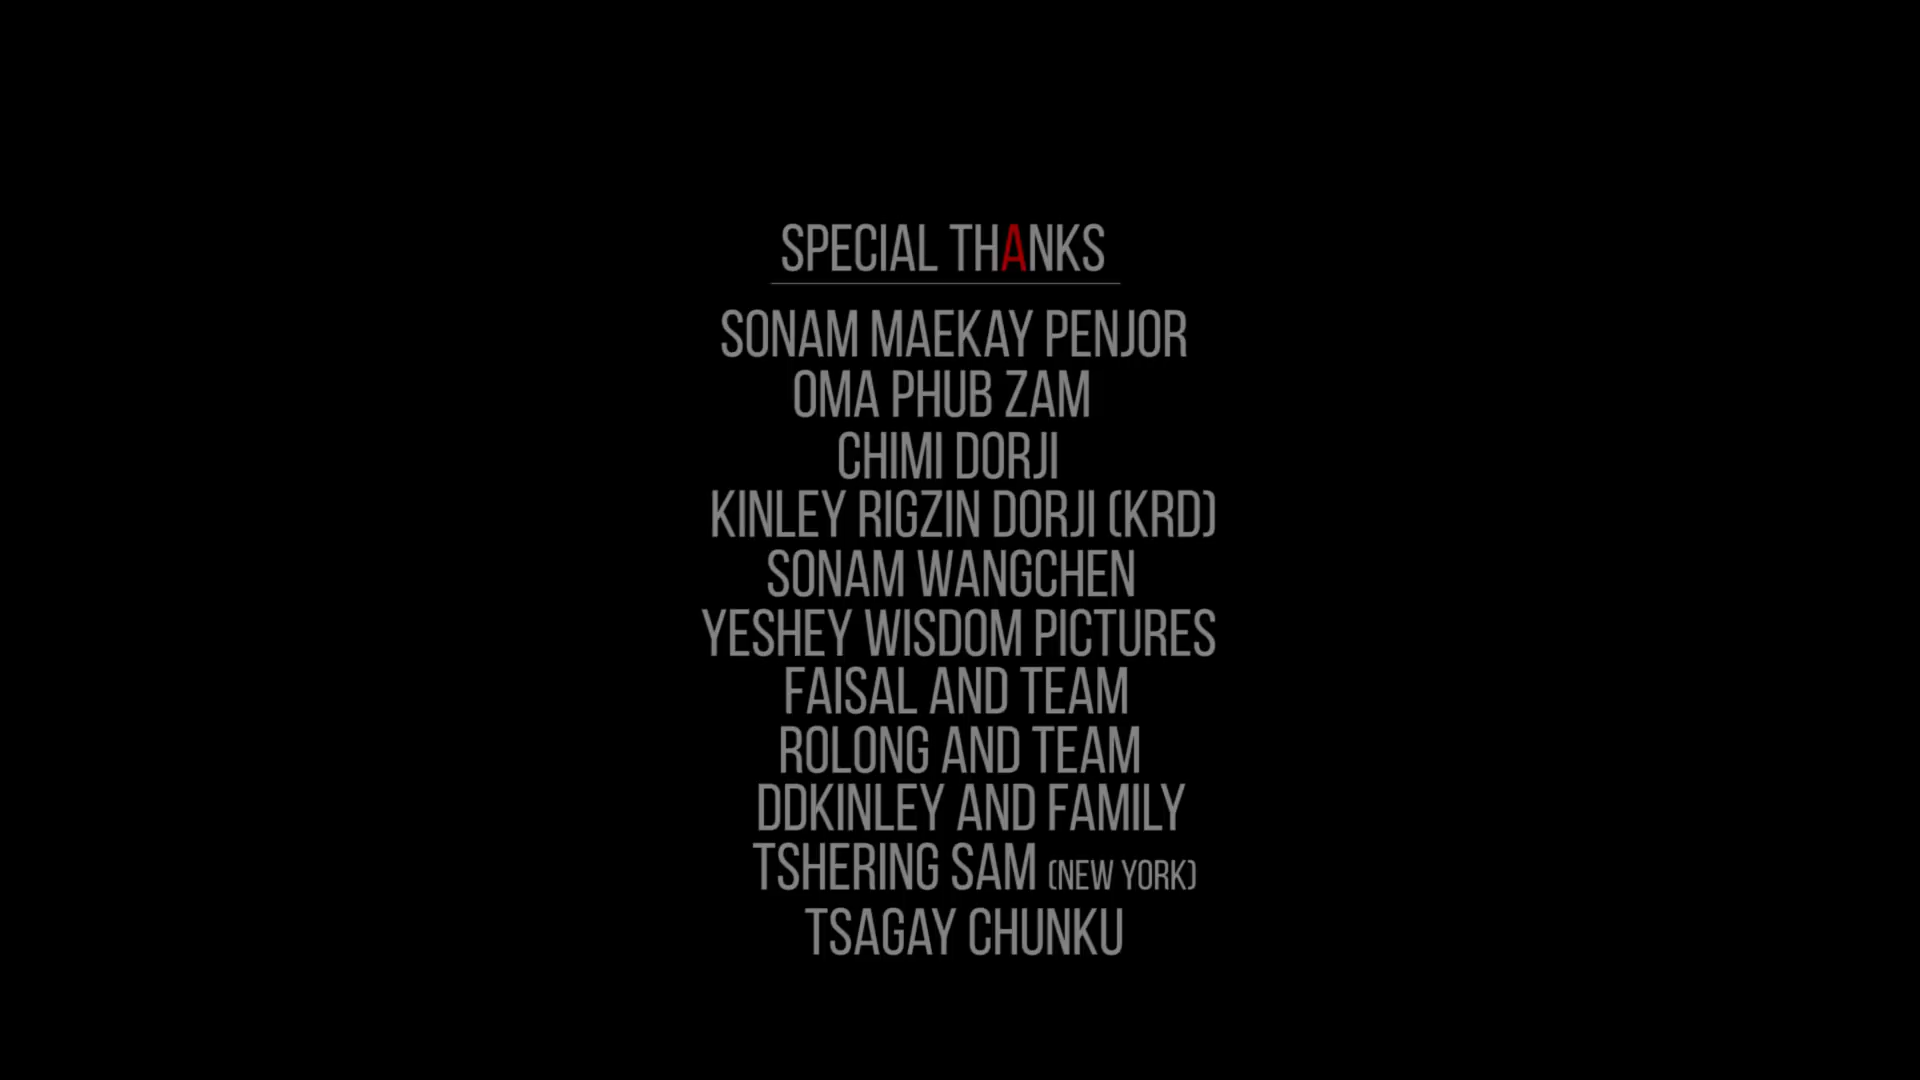 SPECIAL THANKS
SONAM MAEKAY PENJOR
OMA PHUB ZAM
CHIMI DORJI
KINLEY RIGZIN DORJI (KRD)
SONAM WANGCHEN
YESHEY WISDOM PICTURES
FAISAL AND TEAM
ROLONG AND TEAM
DDKINLEY AND FAMILY
TSHERING SAM (NEW YORK)
TSAGAY CHUNKU